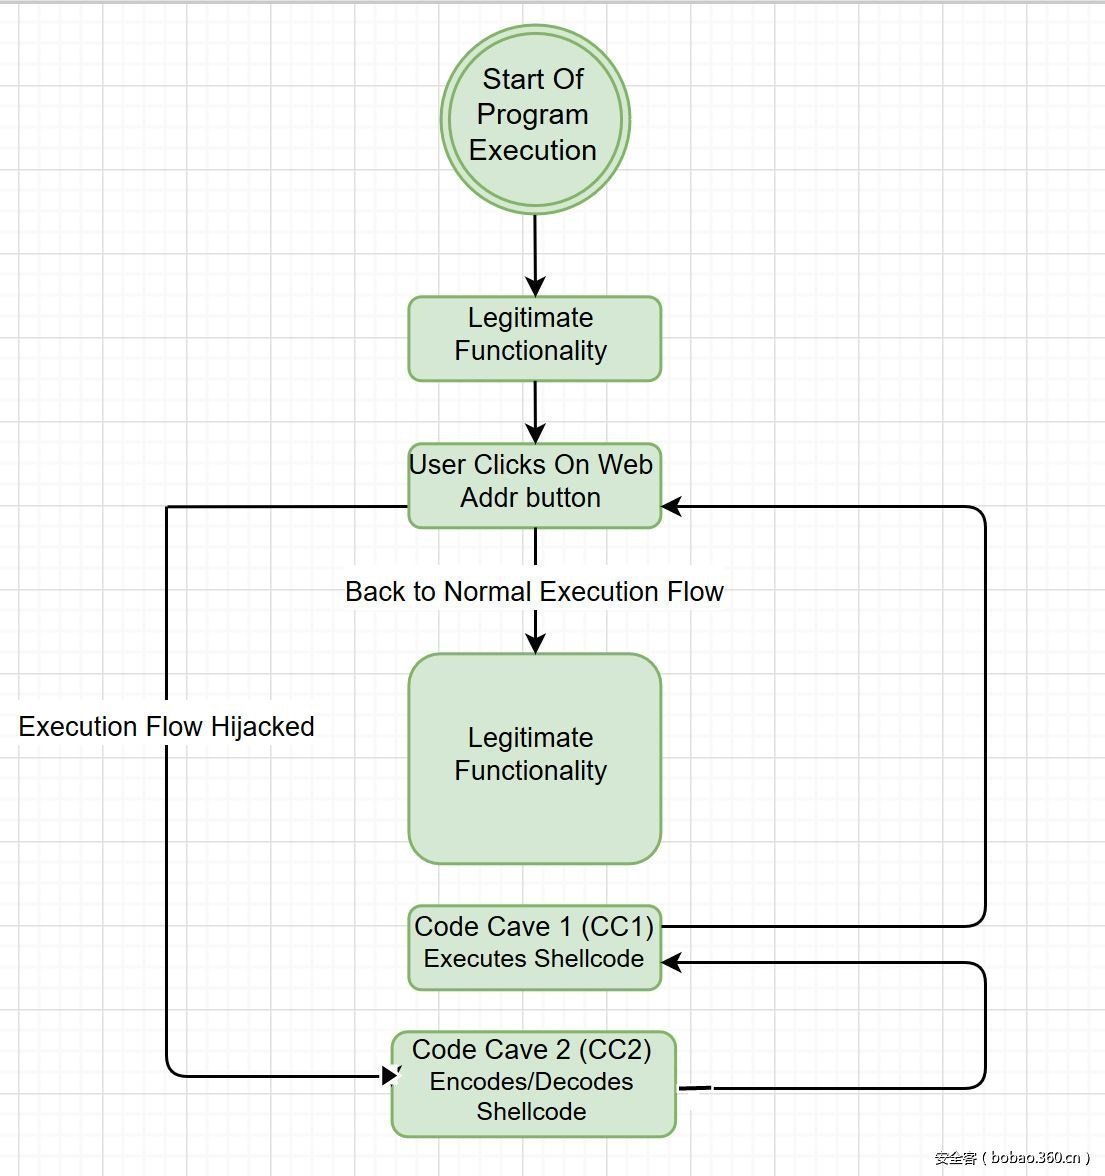 Start Of
Program
Execution
Legitimate
Functionality
User Clicks On Web
Addr button
Back to Normal Execution Flow
Execution Flow Hijacked
Legitimate
Functionality
Code Cave 1 (CC1)
Executes Shellcode
Code Cave 2 (CC2)
Encodes/Decodes
Shellcode
安全客 ( bobao.360.cn )